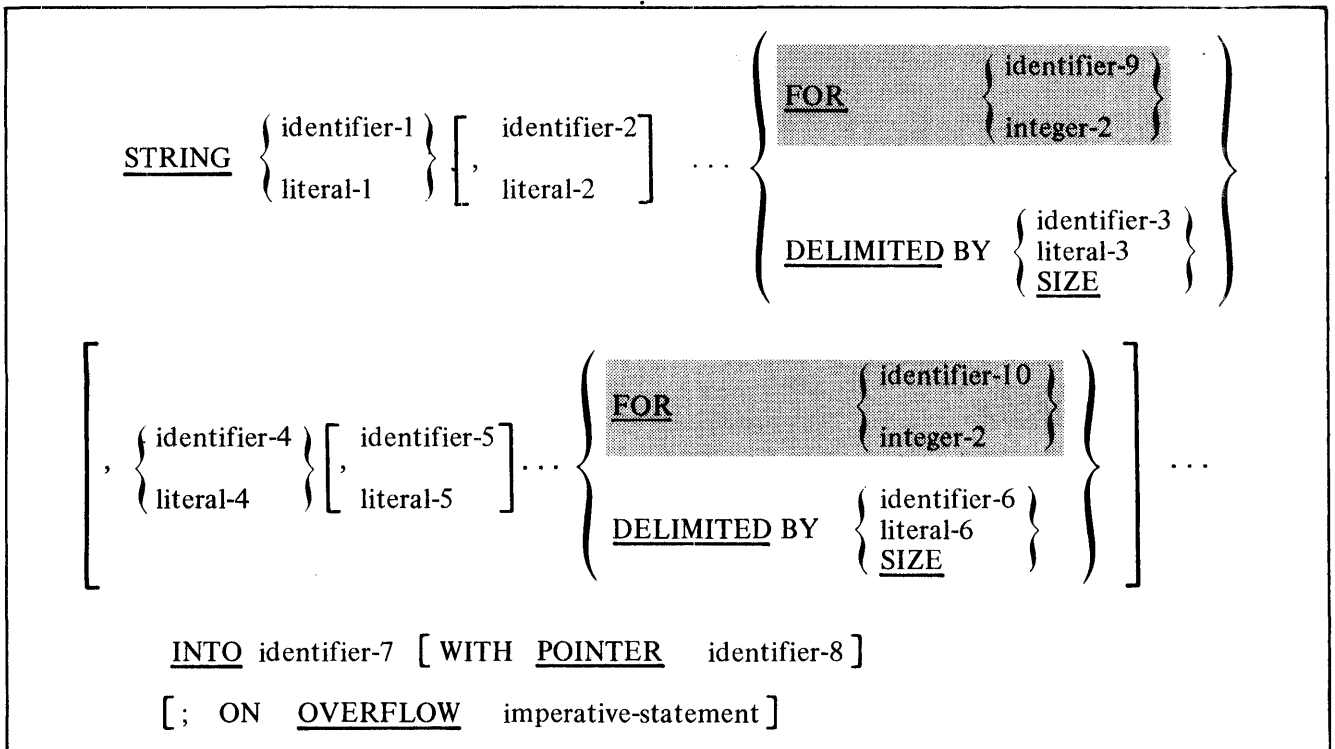 identifier-9
FOR
identifier-1 identifier-2 integer-2
STRING , ...
literal-1 literal-2
identifier-3
DELIMITED BY literal-3
SIZE
identifier-10
FOR
identifier-4 identifier-5 integer-2
, , ... ...
literal-4 literal-5
identifier-6
DELIMITED BY literal-6
SIZE
INTO identifier-7 [ WITH POINTER identifier-8 ]
[ ; ON OVERFLOW imperative-statement ]